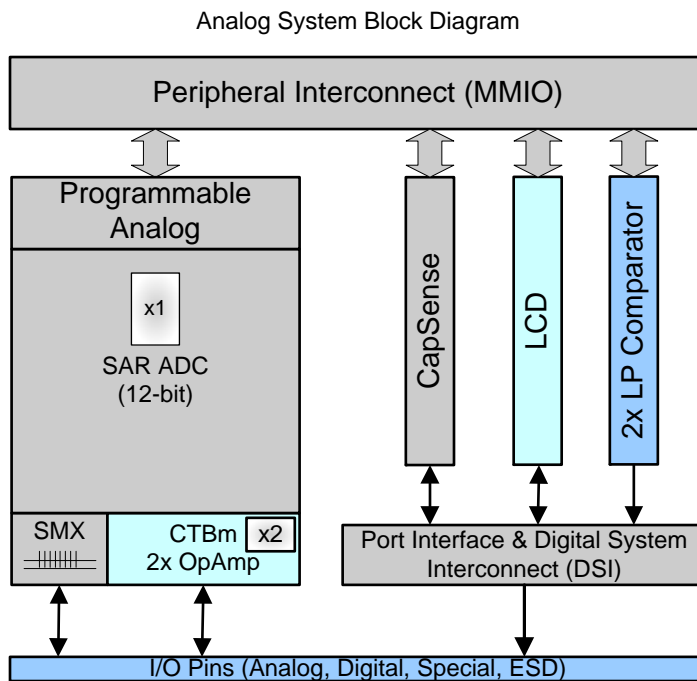 Analog System Block Diagram
Peripheral Interconnect (MMIO)
Programmable
Analog
x1
SAR ADC
(12-bit)
CapSense
LCD
2x LP Comparator
SMX
CTBm
x2
2x OpAmp
Port Interface & Digital System
Interconnect (DSI)
I/O Pins (Analog, Digital, Special, ESD)